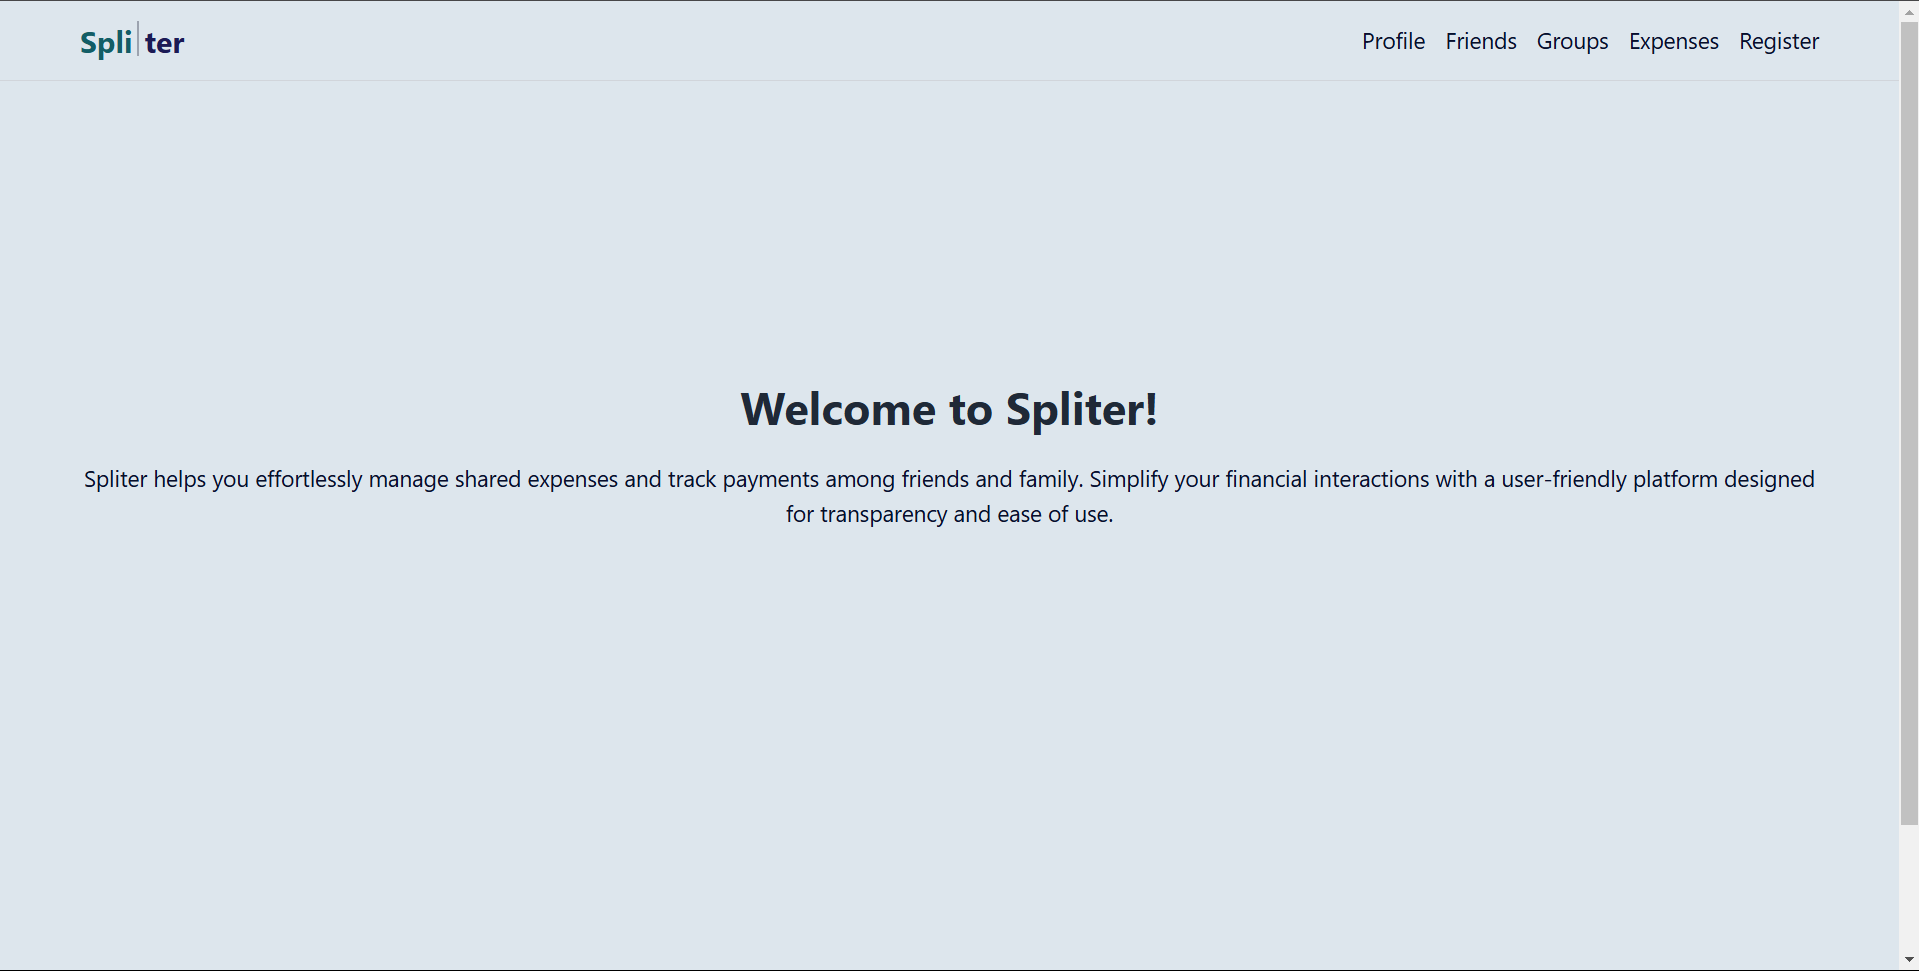 Spli|ter
Profile Friends Groups Expenses Register
Welcome to Spliter!
Spliter helps you effortlessly manage shared expenses and track payments among friends and family. Simplify your financial interactions with a user-friendly platform designed
for transparency and ease of use.